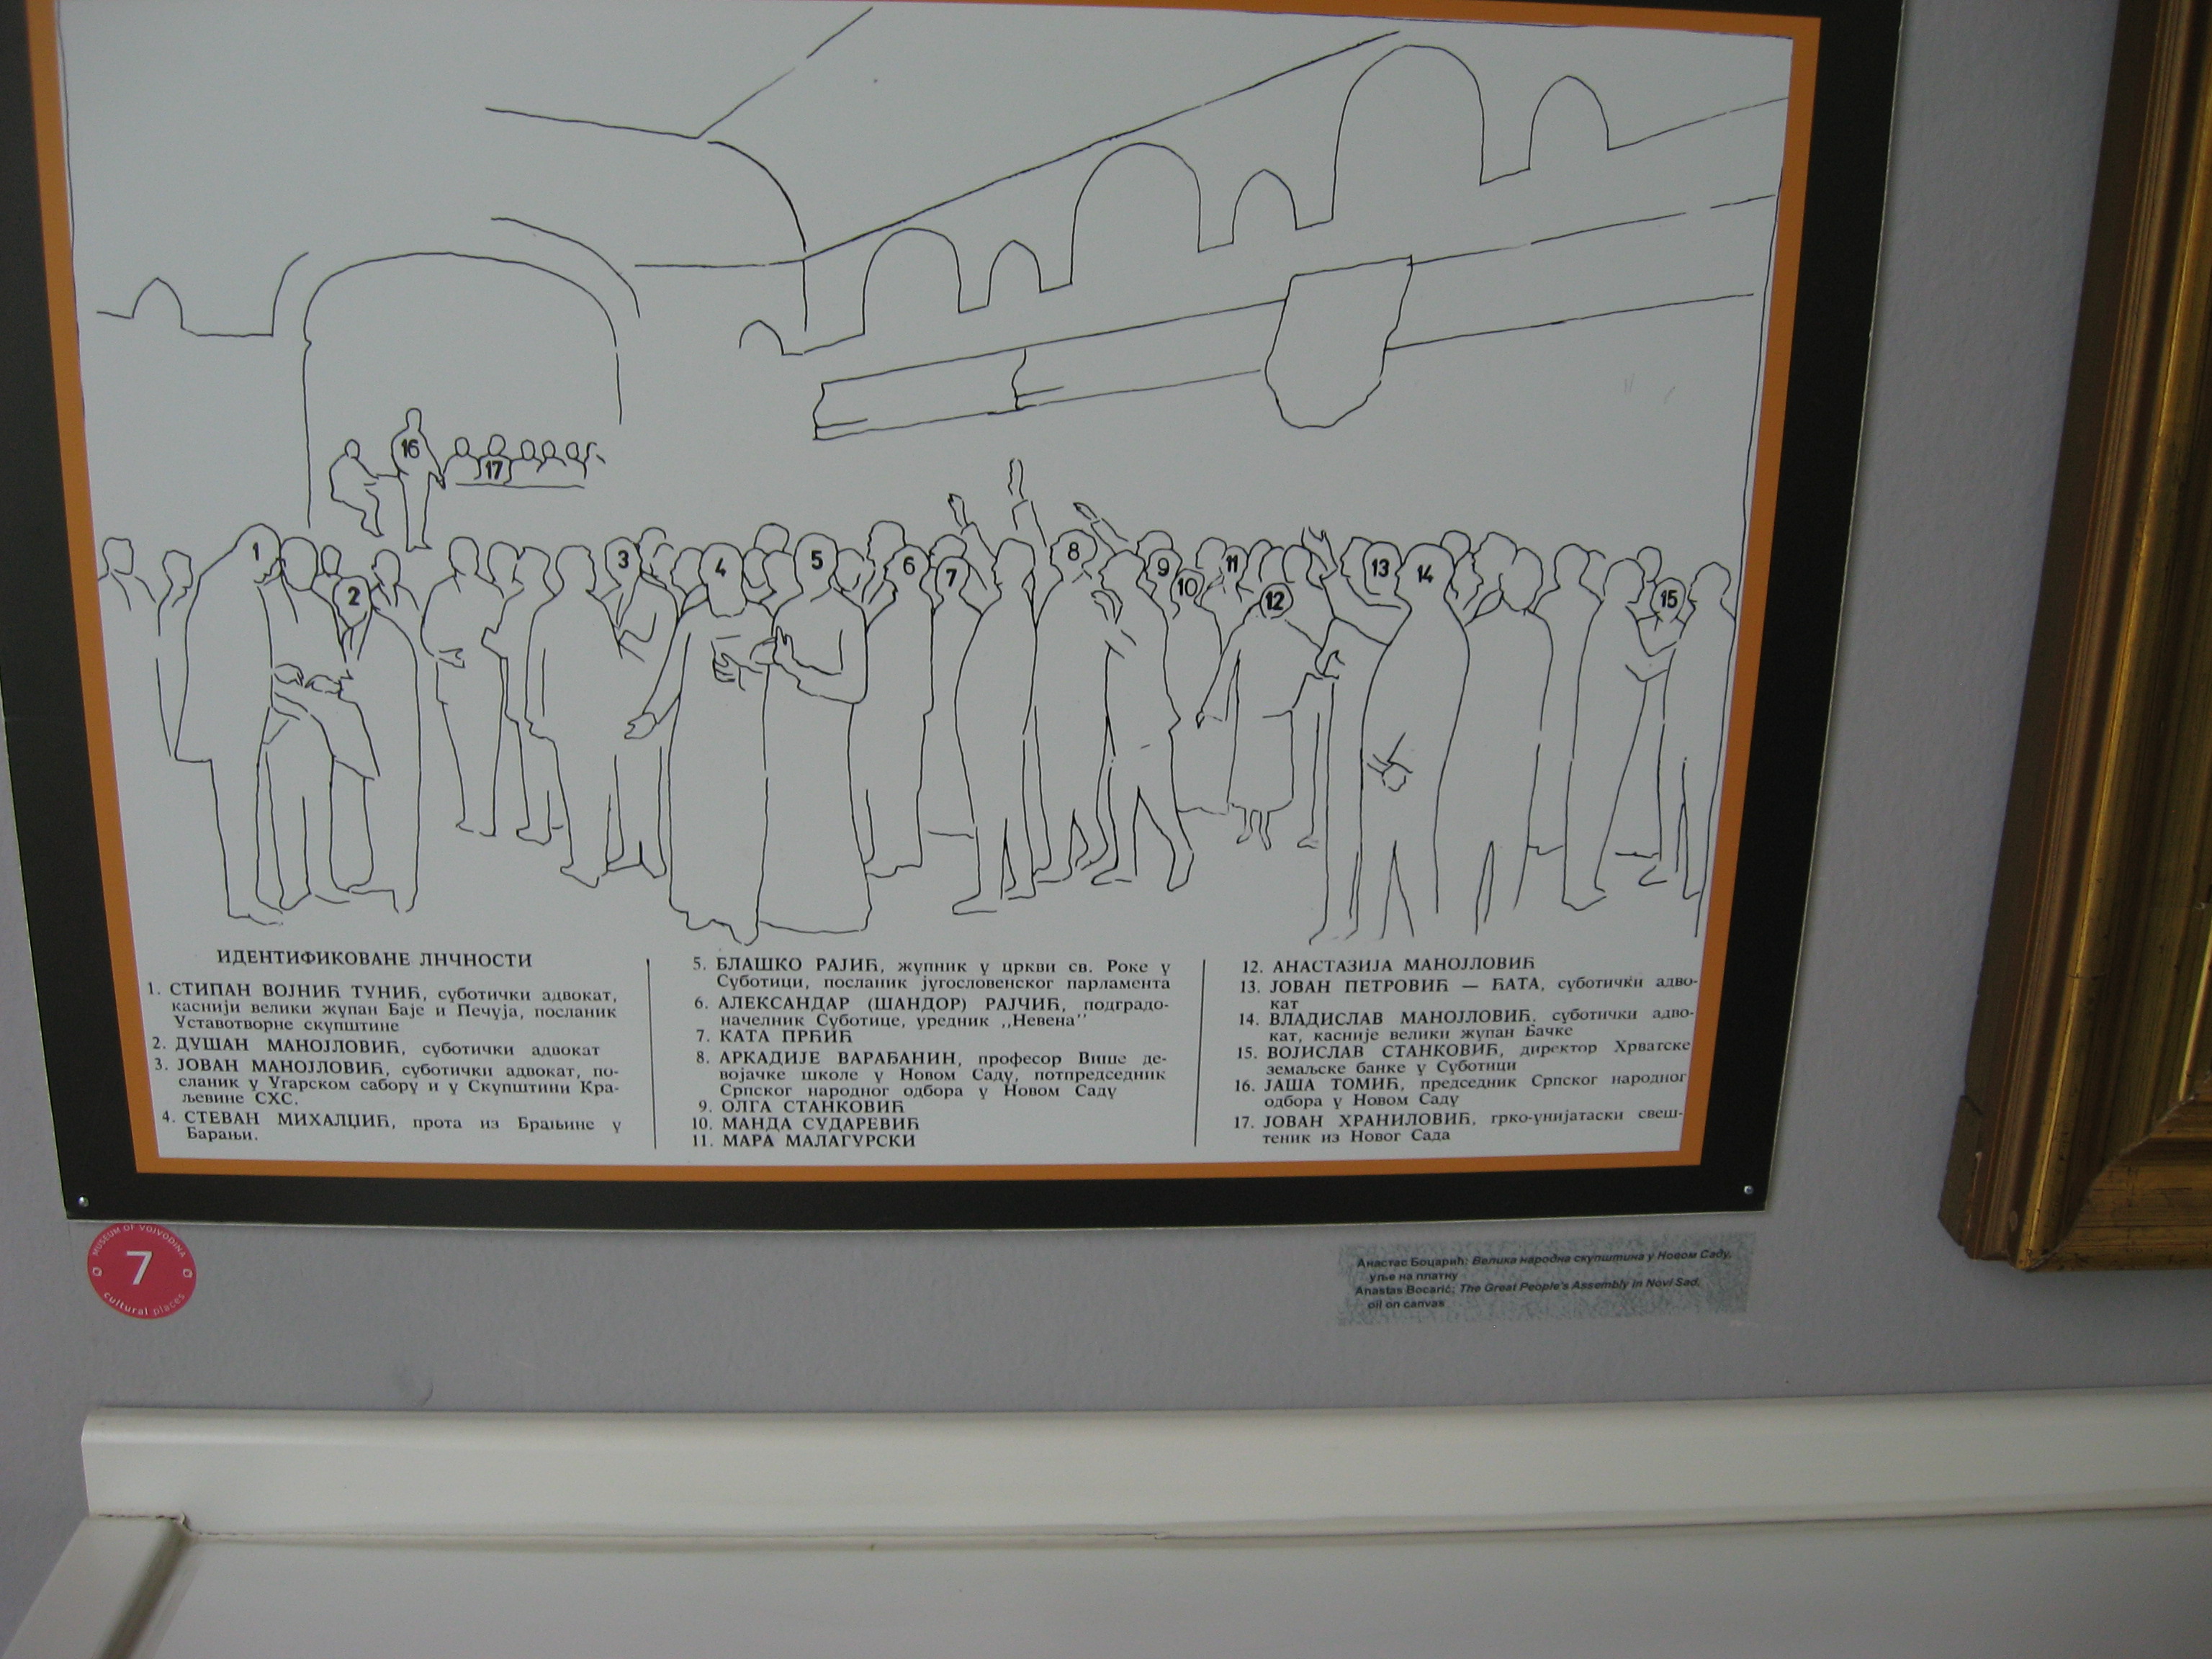 16
17
1
2
3
4
5
6
7
8
9
10
11
12
13
14
15
ИДЕНТИФИКОВАНЕ ЛНЧНОСТИ
1. СТИПАН ВОЈНИЋ ТУНИЋ, суботички адвокат,
каснији велики жупан Баје и Печуја, посланик
Уставотворне скупштине
2. ДУШАН МАНОЈЛОВИЋ, суботички адвокат
3. ЈОВАН МАНОЈЛОВИЋ, суботички адвокат, по-
сланик у Угарском сабору и у Скупштини Кра-
љевине СХС.
4. СТЕВАН МИХАЛЏИЋ, прота из Брањине у
Барањи.
5. БЛАШКО РАЈИЋ, жупник у цркви св. Роке у
Суботици, посланик југословенског парламента
6. АЛЕКСАНДАР (ШАНДОР) РАЈЧИЋ, подградо-
началник Суботице, уредник ,,Невена''
7. КАТА ПРЋИЋ
8. АРКАДИЈЕ ВАРАЂАНИН, професор Више де-
војачке школе у Новом Саду, потпредседник
Српског народног одбора у Новом Саду
9. ОЛГА СТАНКОВИЋ
10. МАНДА СУДАРЕВИЋ
11. МАРА МАЛАГУРСКИ
12. АНАСТАЗИЈА МАНОЈЛОВИЋ
13. ЈОВАН ПЕТРОВИЋ — ЋАТА, суботички адво-
кат
14. ВЛАДИСЛАВ МАНОЈЛОВИЋ, суботички адво-
кат, касније велики жупан Бачке
15. ВОЈИСЛАВ СТАНКОВИЋ, директор Хрватске
земаљске банке у Суботици
16. ЈАША ТОМИЋ, председник Српског народног
одбора у Новом Саду
17. ЈОВАН ХРАНИЛОВИЋ, грко-унијатаски свеш-
теник из Новог Сада
MUSEUM OF VOJVODINA
7
cultural places
Анастас Боцарић: Велика народна скупштина у Новом Саду,
уље на платну
Anastas Bocarić: The Great People's Assembly in Novi Sad,
oil on canvas